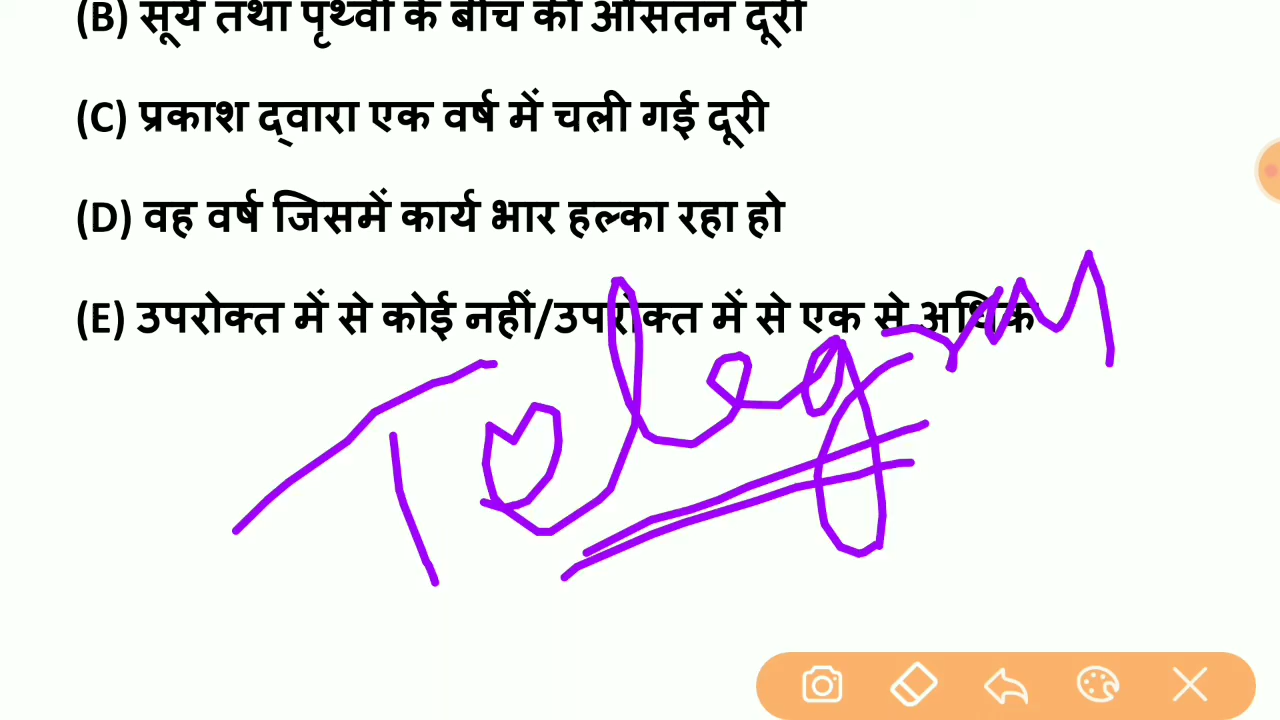 (B) सूर्य तथा पृथ्वी के बीच की औसतन दूरी
(C) प्रकाश द्वारा एक वर्ष में चली गई दूरी
(D) वह वर्ष जिसमें कार्य भार हल्का रहा हो
(E) उपरोक्त में से कोई नहीं/उपरोक्त में से एक से अधिक
Telegram